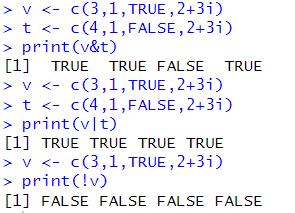 > v <- c(3,1,TRUE,2+3i)
> t <- c(4,1,FALSE,2+3i)
> print(v&t)
[1]  TRUE  TRUE FALSE  TRUE
> v <- c(3,1,TRUE,2+3i)
> t <- c(4,1,FALSE,2+3i)
> print(v|t)
[1] TRUE TRUE TRUE TRUE
> v <- c(3,1,TRUE,2+3i)
> print(!v)
[1] FALSE FALSE FALSE FALSE